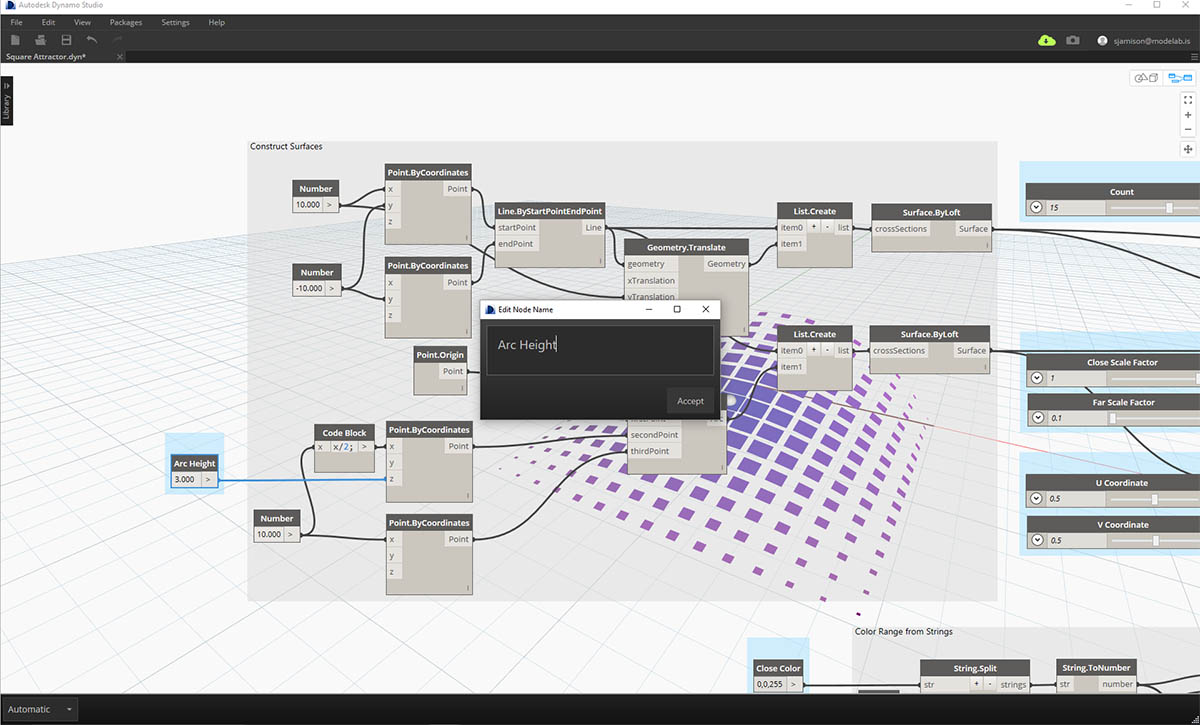 Autodesk Dynamo Studio
File Edit View Packages Settings Help
sjamison@modelab.is
Square Attractor.dyn*
Library
Construct Surfaces
Number
10.000 >
Point.ByCoordinates
x Point
y
z
Number
-10.000 >
Point.ByCoordinates
x Point
y
z
Line.ByStartPointEndPoint
startPoint Line
endPoint
Geometry.Translate
geometry Geometry
xTranslation
yTranslation
List.Create
item0 + - list
item1
Surface.ByLoft
crossSections Surface
Count
15
Point.Origin
Point
Edit Node Name
Arc Height
Accept
List.Create
item0 + - list
item1
Surface.ByLoft
crossSections Surface
Close Scale Factor
1
Far Scale Factor
0.1
Arc Height
3.000 >
Code Block
x x/2; >
Point.ByCoordinates
x Point
y
z
secondPoint
thirdPoint
U Coordinate
0.5
V Coordinate
0.5
Number
10.000 >
Point.ByCoordinates
x Point
y
z
Color Range from Strings
Close Color
0,0,255 >
String.Split
str + - strings
String.ToNumber
str number
Automatic